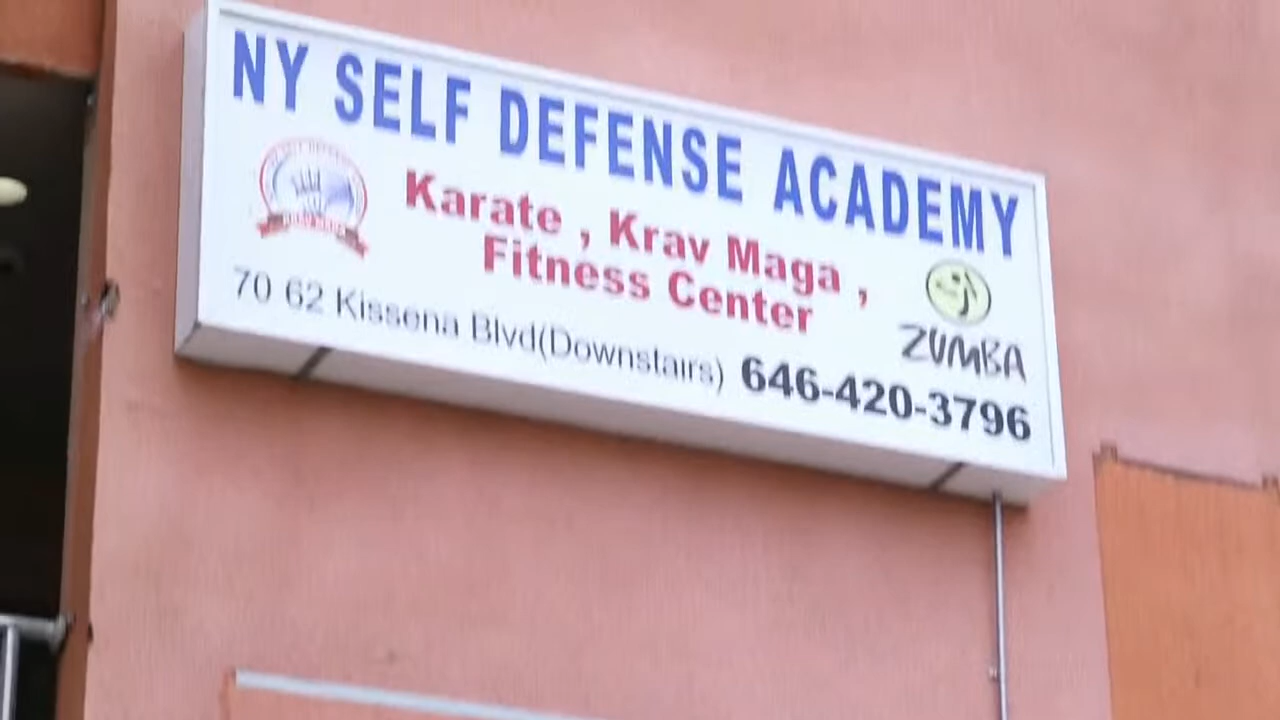 NY SELF DEFENSE ACADEMY
Karate , Krav Maga ,
Fitness Center
ZUMBA
70 62 Kissena Blvd(Downstairs) 646-420-3796